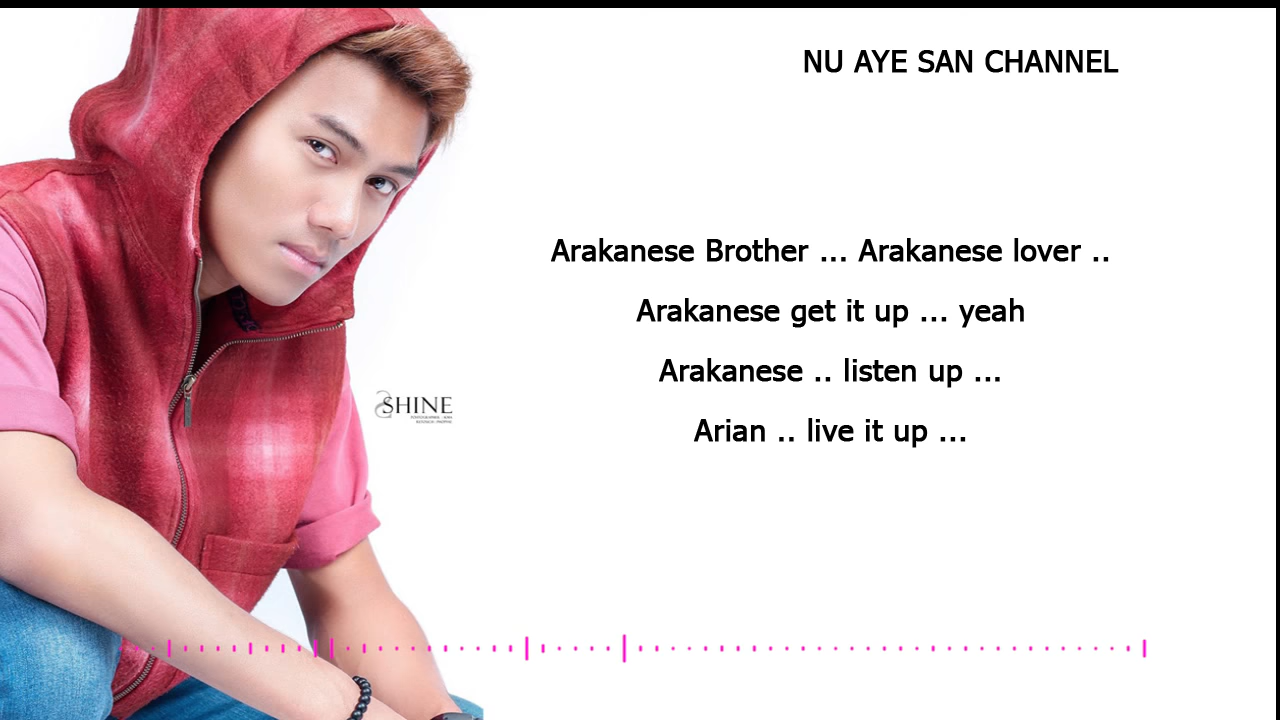 NU AYE SAN CHANNEL
Arakanese Brother ... Arakanese lover ..
Arakanese get it up ... yeah
Arakanese .. listen up ...
Arian .. live it up ...
SHINE